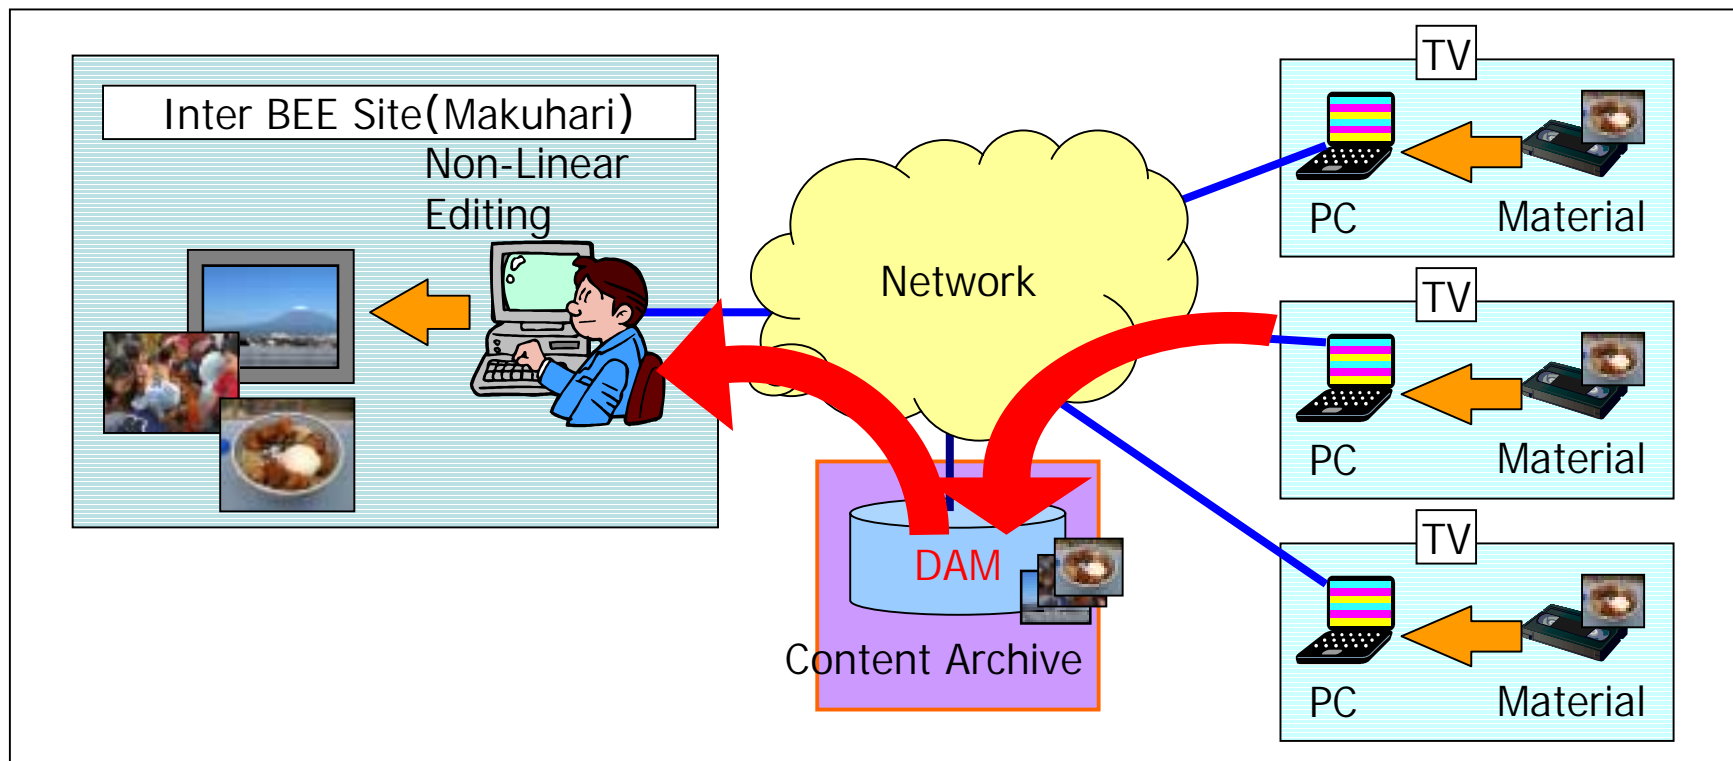 Inter BEE Site(Makuhari)
Non-Linear
Editing
Network
DAM
Content Archive
TV
PC
Material
TV
PC
Material
TV
PC
Material